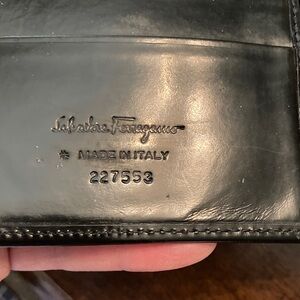 Salvatore Ferragamo
* MADE IN ITALY
227553